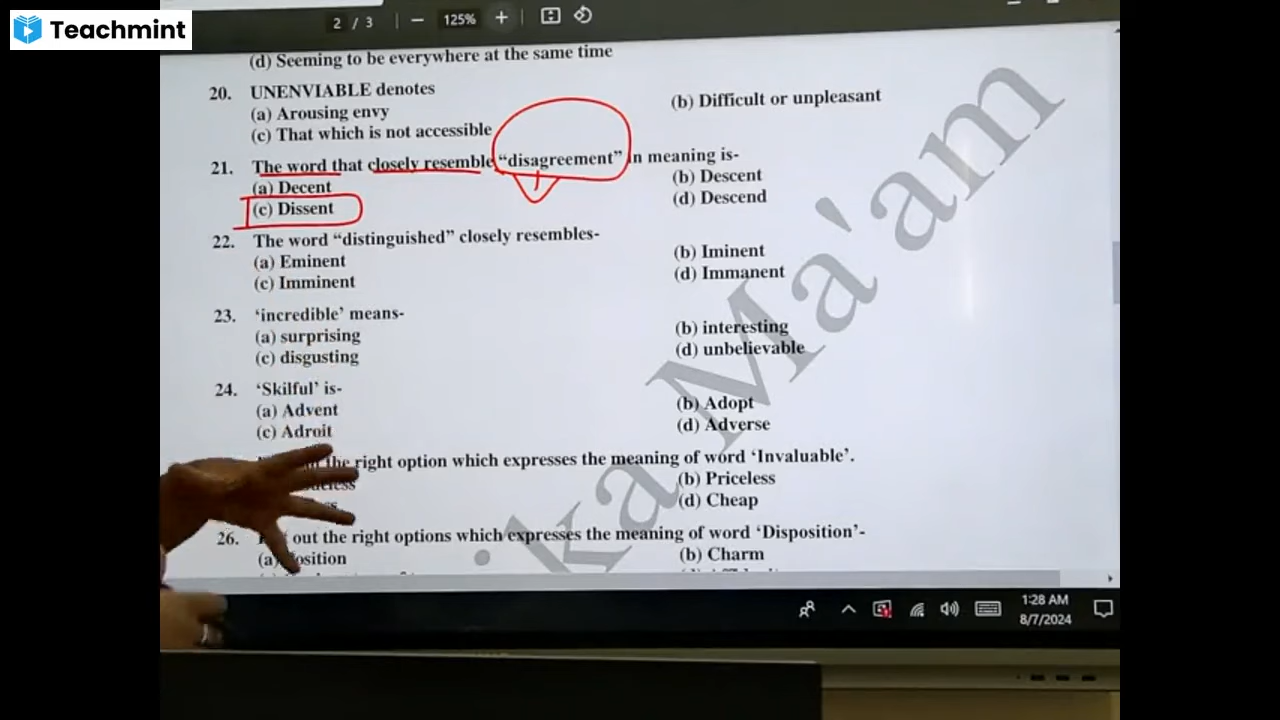 Teachmint
2 / 3 − 125% +
(d) Seeming to be everywhere at the same time
20. UNENVIABLE denotes
(a) Arousing envy
(b) Difficult or unpleasant
(c) That which is not accessible
21. The word that closely resemble “disagreement” in meaning is-
(a) Decent
(b) Descent
(c) Dissent
(d) Descend
22. The word “distinguished” closely resembles-
(a) Eminent
(b) Iminent
(c) Imminent
(d) Immanent
23. ‘incredible’ means-
(a) surprising
(b) interesting
(c) disgusting
(d) unbelievable
24. ‘Skilful’ is-
(a) Advent
(b) Adopt
(c) Adroit
(d) Adverse
the right option which expresses the meaning of word ‘Invaluable’.
(b) Priceless
(d) Cheap
26. out the right options which expresses the meaning of word ‘Disposition’-
(a)
(b) Charm
ika Ma'am
1:28 AM
8/7/2024